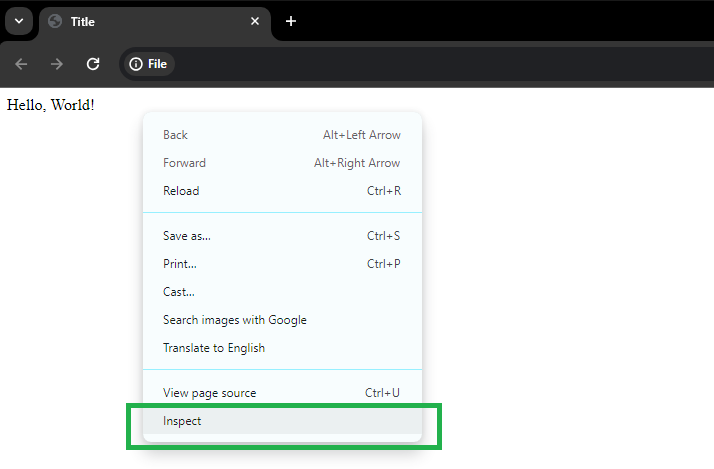 Title
File
Hello, World!
Back Alt+Left Arrow
Forward Alt+Right Arrow
Reload Ctrl+R
Save as... Ctrl+S
Print... Ctrl+P
Cast...
Search images with Google
Translate to English
View page source Ctrl+U
Inspect